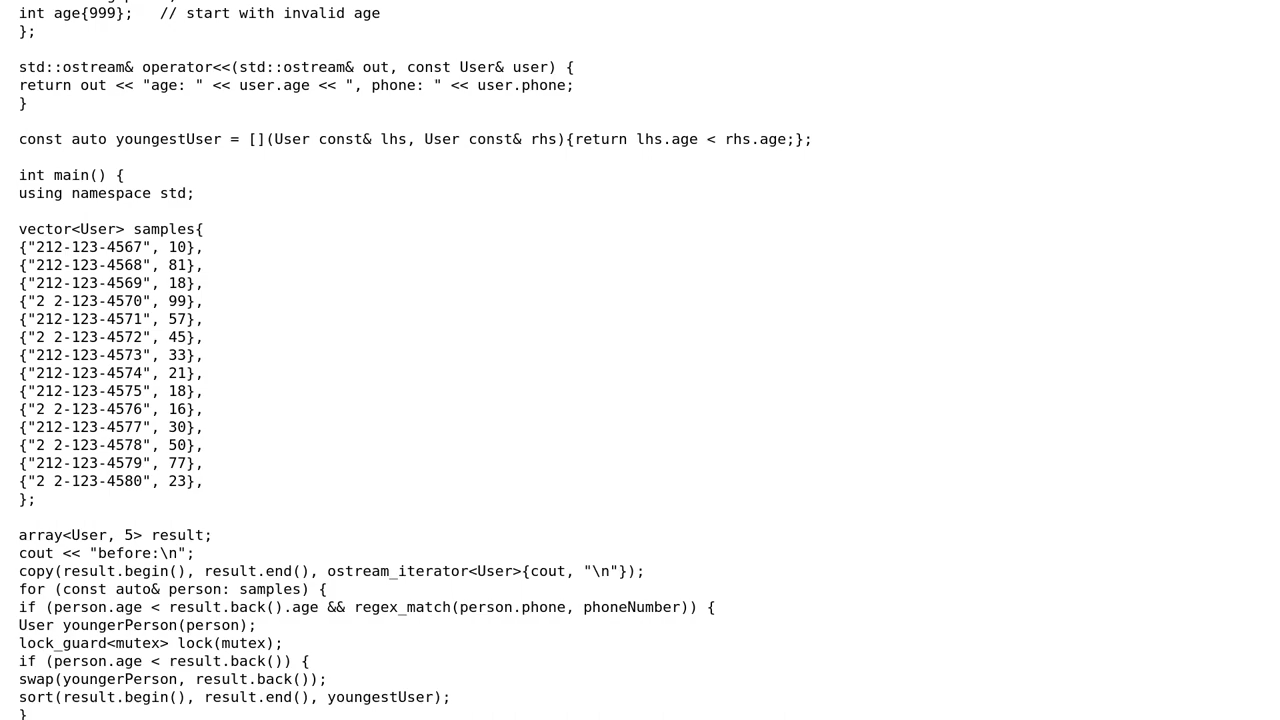 int age{999};   // start with invalid age
};
std::ostream& operator<<(std::ostream& out, const User& user) {
return out << "age: " << user.age << ", phone: " << user.phone;
}
const auto youngestUser = [](User const& lhs, User const& rhs){return lhs.age < rhs.age;};
int main() {
using namespace std;
vector<User> samples{
{"212-123-4567", 10},
{"212-123-4568", 81},
{"212-123-4569", 18},
{"2 2-123-4570", 99},
{"212-123-4571", 57},
{"2 2-123-4572", 45},
{"212-123-4573", 33},
{"212-123-4574", 21},
{"212-123-4575", 18},
{"2 2-123-4576", 16},
{"212-123-4577", 30},
{"2 2-123-4578", 50},
{"212-123-4579", 77},
{"2 2-123-4580", 23},
};
array<User, 5> result;
cout << "before:\n";
copy(result.begin(), result.end(), ostream_iterator<User>{cout, "\n"});
for (const auto& person: samples) {
if (person.age < result.back().age && regex_match(person.phone, phoneNumber)) {
User youngerPerson(person);
lock_guard<mutex> lock(mutex);
if (person.age < result.back()) {
swap(youngerPerson, result.back());
sort(result.begin(), result.end(), youngestUser);
}